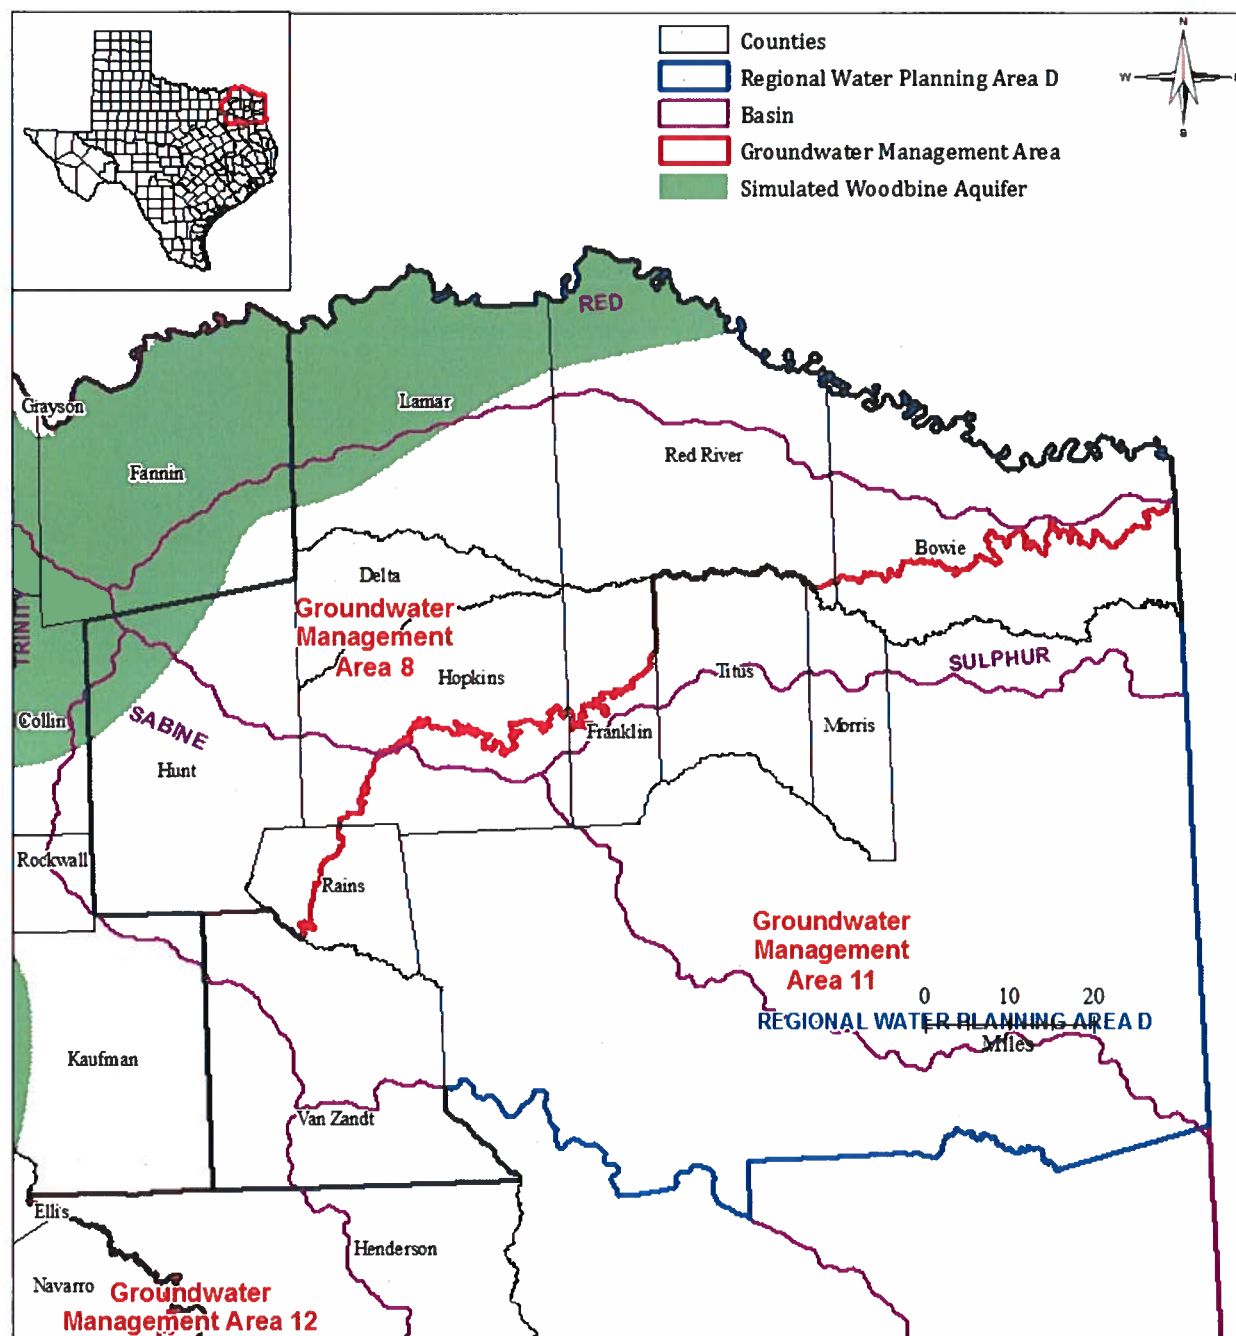 Counties
Regional Water Planning Area D
Basin
Groundwater Management Area
Simulated Woodbine Aquifer
N
W
S
RED
Grayson
Lamar
Fannin
Red River
Bowie
Delta
Groundwater
Management
Area 8
TRINITY
Hopkins
SULPHUR
Titus
Collin
SABINE
Franklin
Morris
Hunt
Rockwall
Rains
Groundwater
Management
Area 11
0 10 20
REGIONAL WATER PLANNING AREA D
Miles
Kaufman
Van Zandt
Ellis
Henderson
Navarro
Groundwater
Management Area 12